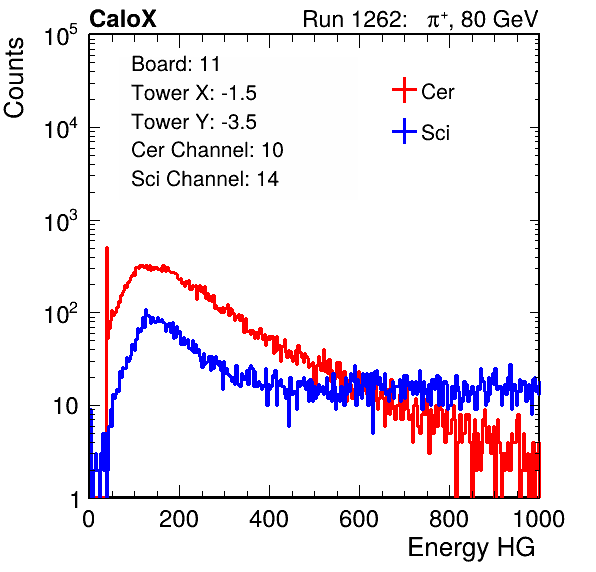 CaloX Run 1262: π⁺, 80 GeV
Counts
10⁵
10⁴
10³
10²
10
1
Board: 11
Tower X: -1.5
Tower Y: -3.5
Cer Channel: 10
Sci Channel: 14
Cer
Sci
0 200 400 600 800 1000
Energy HG